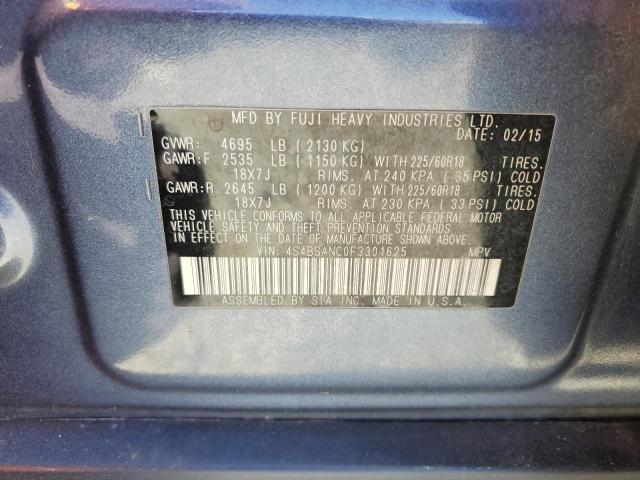 MFD BY FUJI HEAVY INDUSTRIES LTD.
DATE: 02/15
GVWR: 4695 LB ( 2130 KG)
GAWR:F 2535 LB ( 1150 KG) WITH 225/60R18 TIRES.
18X7J RIMS. AT 240 KPA ( 35 PSI) COLD
GAWR:R 2645 LB ( 1200 KG) WITH 225/60R18 TIRES.
18X7J RIMS. AT 230 KPA ( 33 PSI) COLD
THIS VEHICLE CONFORMS TO ALL APPLICABLE FEDERAL MOTOR
VEHICLE SAFETY AND THEFT PREVENTION STANDARDS IN
EFFECT ON THE DATE OF MANUFACTURE SHOWN ABOVE.
VIN: 4S4BSANC0F3301625 MPV
ASSEMBLED BY SIA INC. MADE IN U.S.A.